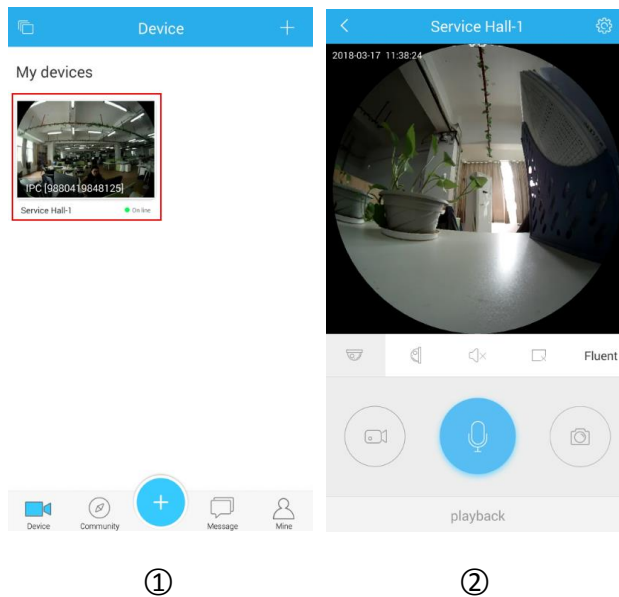 Device
My devices
IPC [9880419848125]
Service Hall-1
On line
Device
Community
Message
Mine
①
Service Hall-1
2018-03-17 11:38:24
Fluent
playback
②